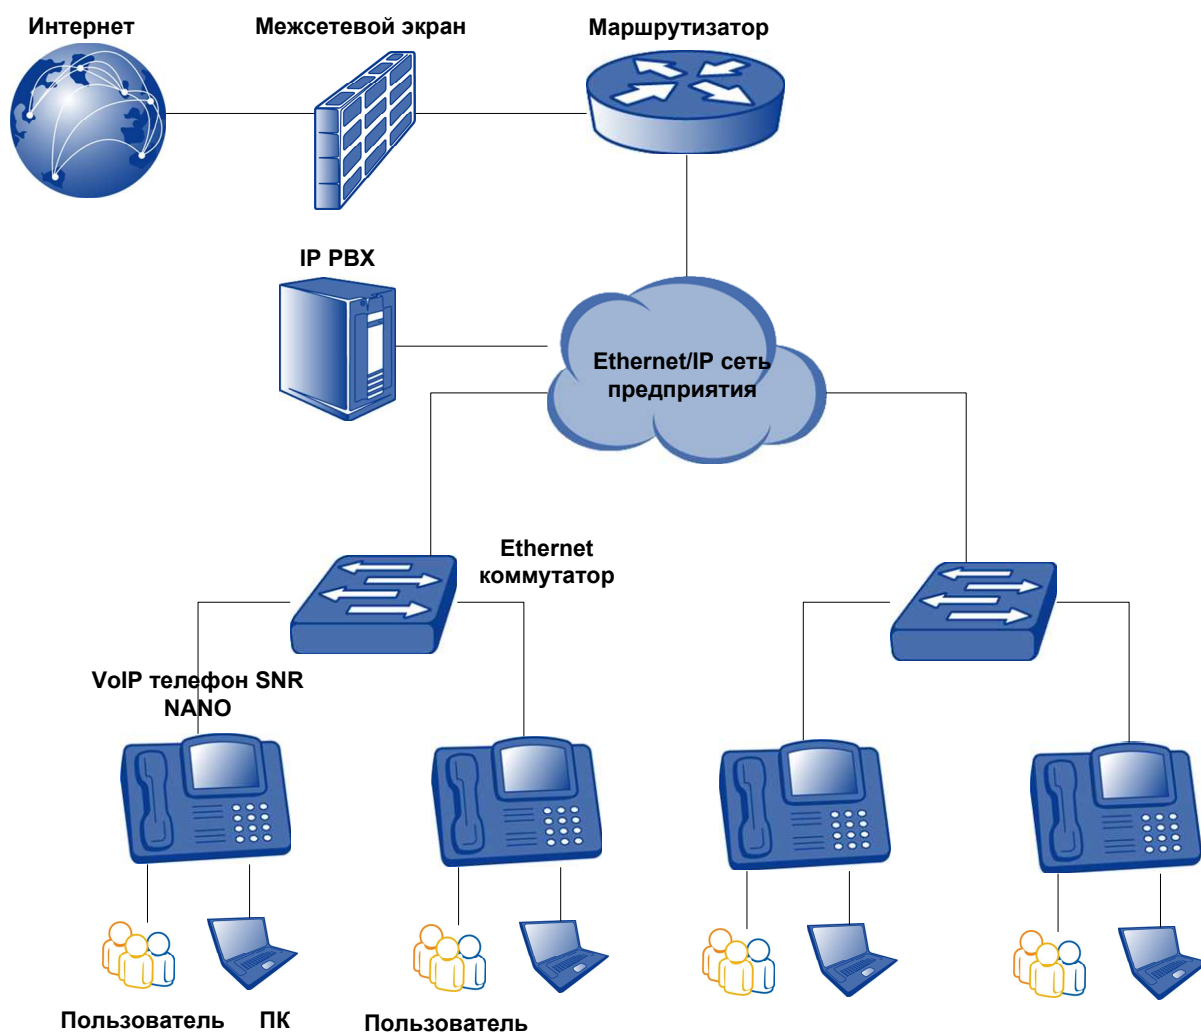 Интернет
Межсетевой экран
Маршрутизатор
IP PBX
Ethernet/IP сеть
предприятия
Ethernet
коммутатор
VoIP телефон SNR
NANO
Пользователь
ПК
Пользователь